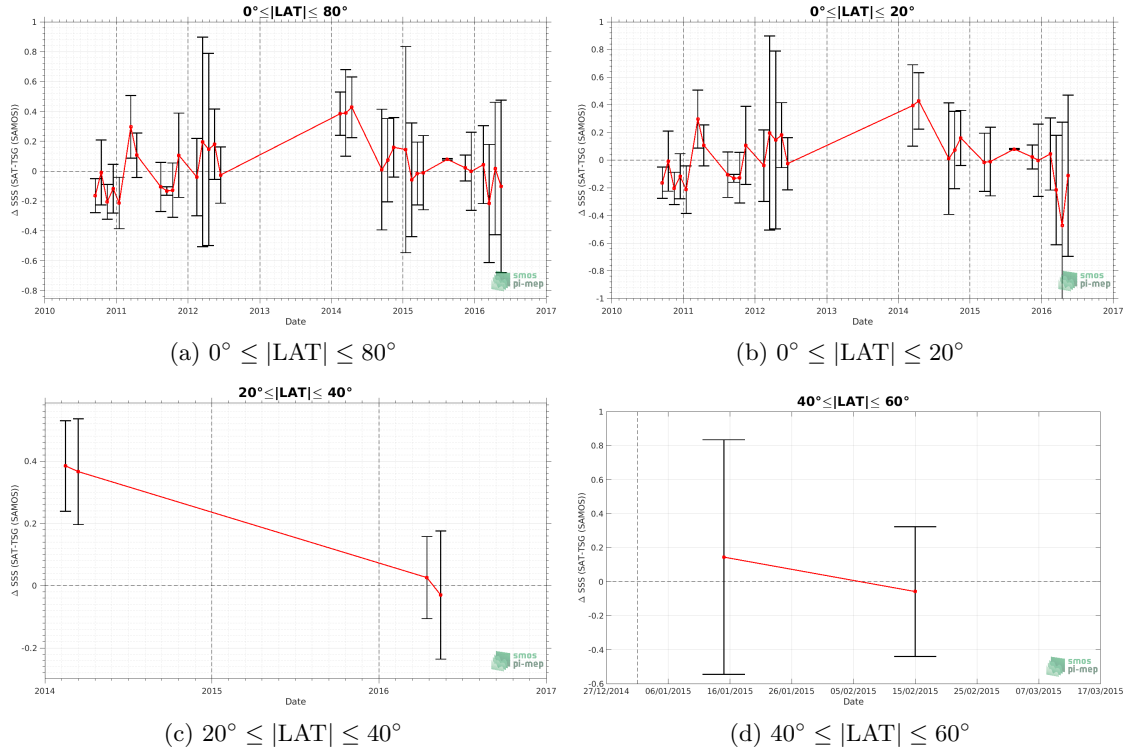 0°≤|LAT|≤ 80°
1
0.8
0.6
0.4
0.2
0
-0.2
-0.4
-0.6
-0.8
Δ SSS (SAT-TSG (SAMOS))
2010 2011 2012 2013 2014 2015 2016 2017
Date
smos
pi-mep
(a) 0° ≤ |LAT| ≤ 80°
0°≤|LAT|≤ 20°
1
0.8
0.6
0.4
0.2
0
-0.2
-0.4
-0.6
-0.8
-1
Δ SSS (SAT-TSG (SAMOS))
2010 2011 2012 2013 2014 2015 2016 2017
Date
smos
pi-mep
(b) 0° ≤ |LAT| ≤ 20°
20°≤|LAT|≤ 40°
0.4
0.2
0
-0.2
Δ SSS (SAT-TSG (SAMOS))
2014 2015 2016 2017
Date
smos
pi-mep
(c) 20° ≤ |LAT| ≤ 40°
40°≤|LAT|≤ 60°
1
0.8
0.6
0.4
0.2
0
-0.2
-0.4
-0.6
Δ SSS (SAT-TSG (SAMOS))
27/12/2014 06/01/2015 16/01/2015 26/01/2015 05/02/2015 15/02/2015 25/02/2015 07/03/2015 17/03/2015
Date
smos
pi-mep
(d) 40° ≤ |LAT| ≤ 60°